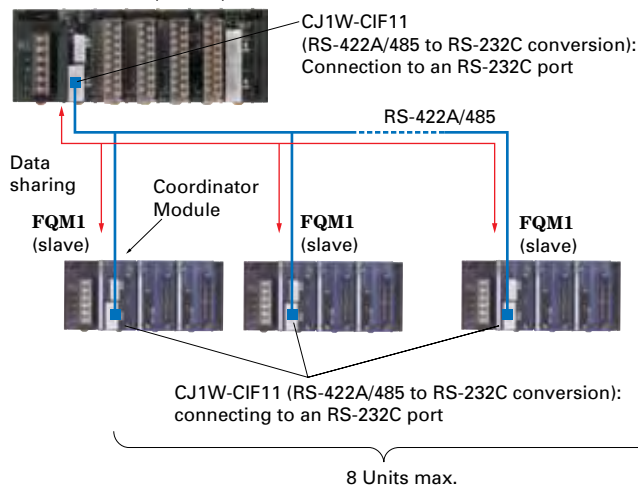 CJ1W-CIF11
(RS-422A/485 to RS-232C conversion):
Connection to an RS-232C port
RS-422A/485
Data
sharing
Coordinator
Module
FQM1
(slave)
FQM1
(slave)
FQM1
(slave)
CJ1W-CIF11 (RS-422A/485 to RS-232C conversion):
connecting to an RS-232C port
8 Units max.